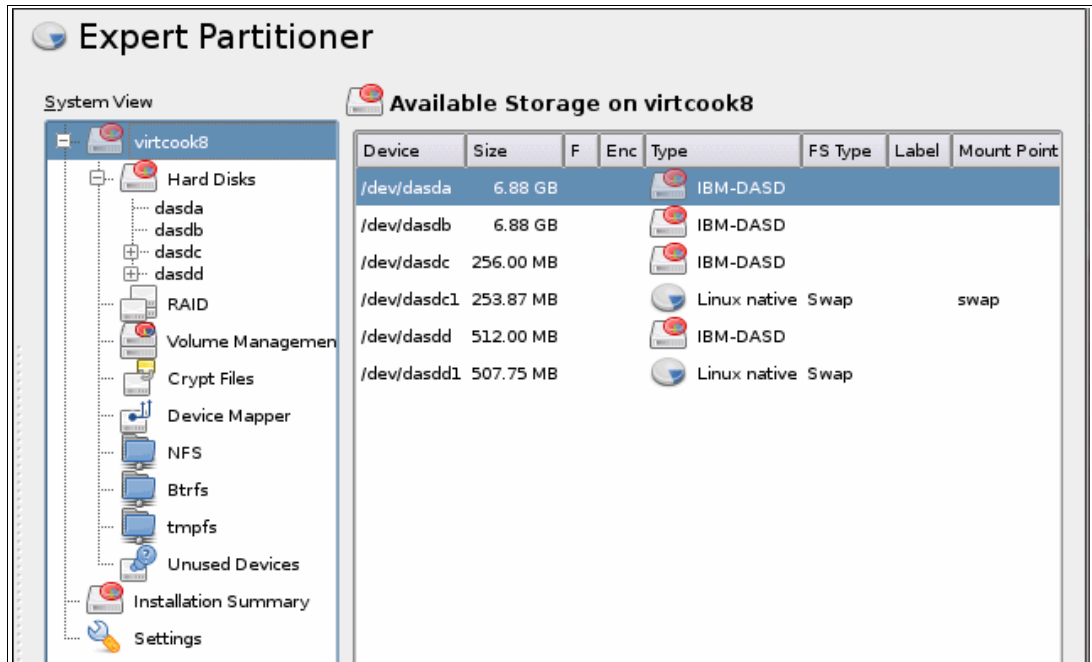 Expert Partitioner
System View
virtcook8
Hard Disks
dasda
dasdb
dasdc
dasdd
RAID
Volume Managemen
Crypt Files
Device Mapper
NFS
Btrfs
tmpfs
Unused Devices
Installation Summary
Settings
Available Storage on virtcook8
Device Size F Enc Type FS Type Label Mount Point
/dev/dasda 6.88 GB IBM-DASD
/dev/dasdb 6.88 GB IBM-DASD
/dev/dasdc 256.00 MB IBM-DASD
/dev/dasdc1 253.87 MB Linux native Swap swap
/dev/dasdd 512.00 MB IBM-DASD
/dev/dasdd1 507.75 MB Linux native Swap